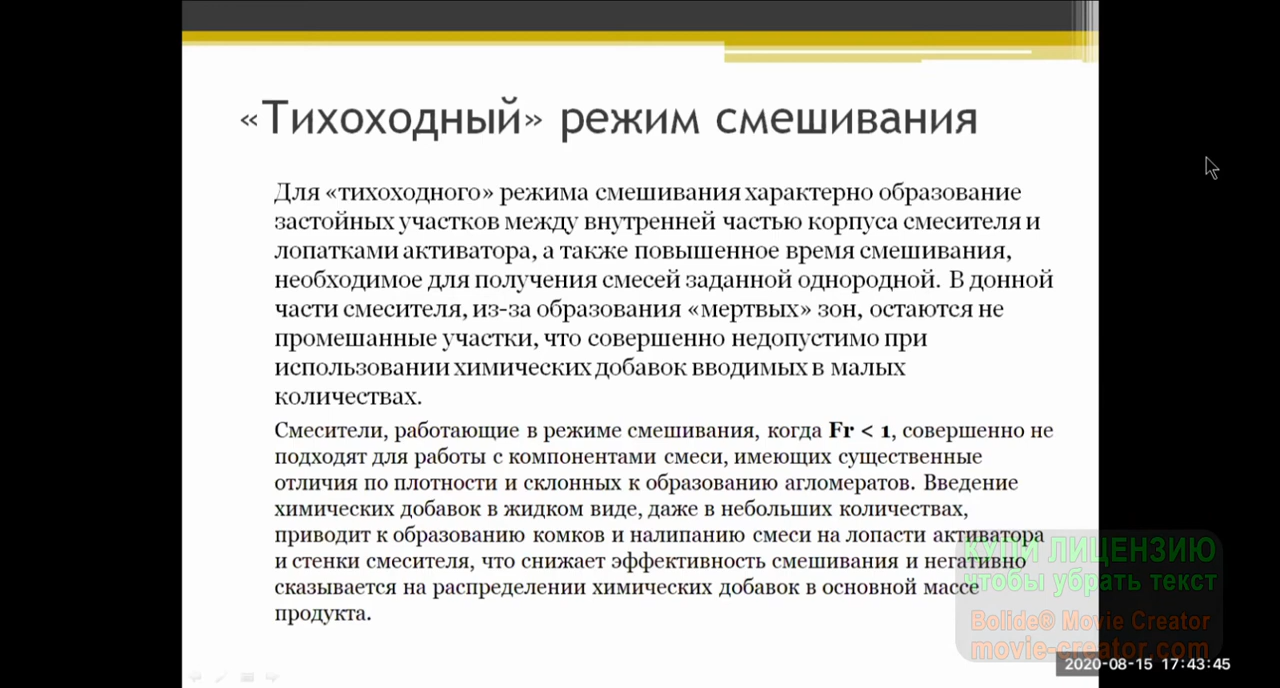 «Тихоходный» режим смешивания
Для «тихоходного» режима смешивания характерно образование
застойных участков между внутренней частью корпуса смесителя и
лопатками активатора, а также повышенное время смешивания,
необходимое для получения смесей заданной однородной. В донной
части смесителя, из-за образования «мертвых» зон, остаются не
промешанные участки, что совершенно недопустимо при
использовании химических добавок вводимых в малых
количествах.
Смесители, работающие в режиме смешивания, когда Fr < 1, совершенно не
подходят для работы с компонентами смеси, имеющих существенные
отличия по плотности и склонных к образованию агломератов. Введение
химических добавок в жидком виде, даже в небольших количествах,
приводит к образованию комков и налипанию смеси на лопасти активатора
и стенки смесителя, что снижает эффективность смешивания и негативно
сказывается на распределении химических добавок в основной массе
продукта.
КУПИ ЛИЦЕНЗИЮ
чтобы убрать текст
Bolide® Movie Creator
movie-creator.com
2020-08-15 17:43:45